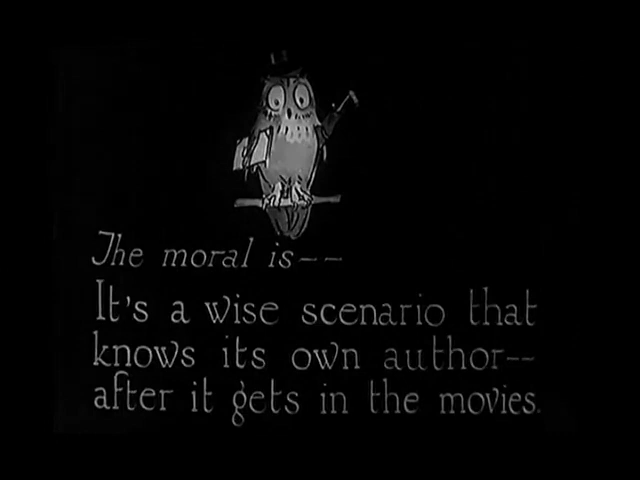 The moral is--
It's a wise scenario that
knows its own author--
after it gets in the movies.